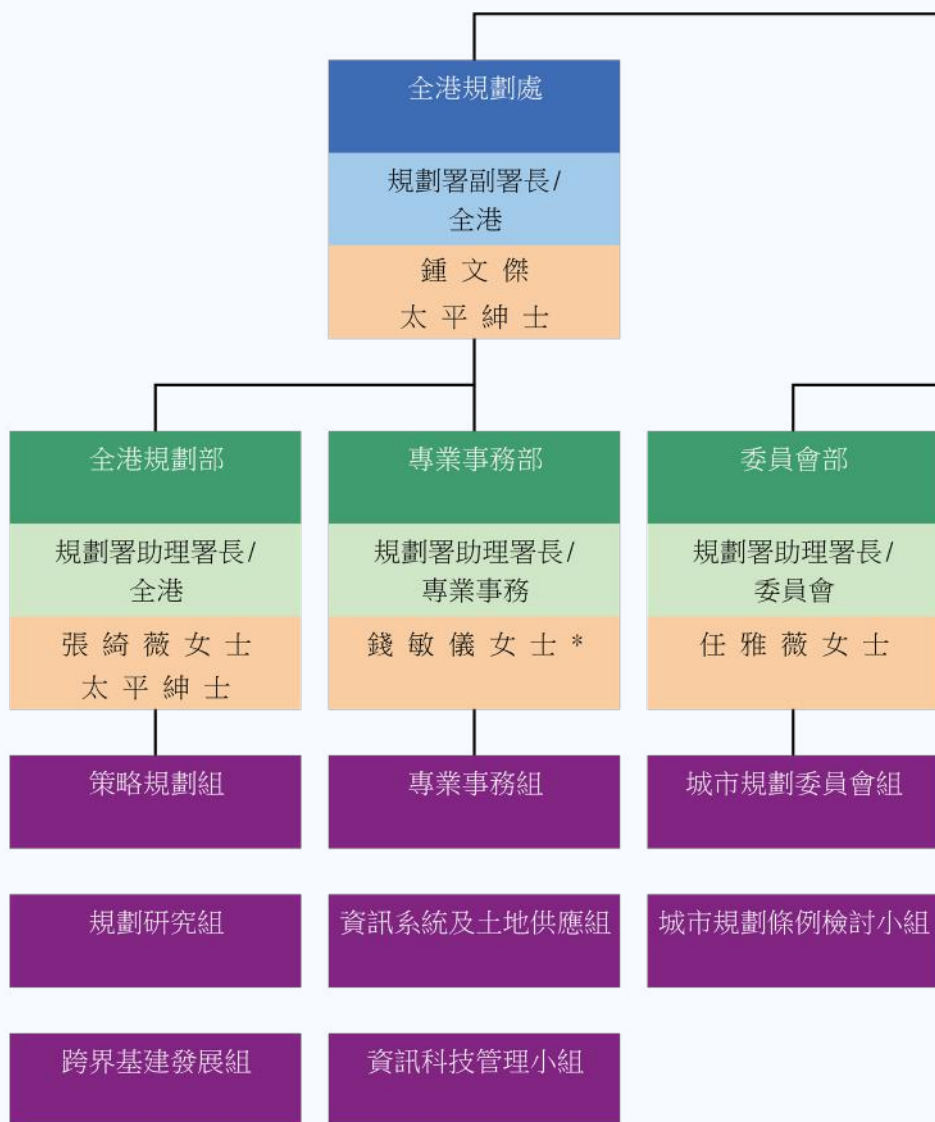 全港規劃處
規劃署副署長/
全港
鍾文傑
太平紳士
全港規劃部
規劃署助理署長/
全港
張綺薇女士
太平紳士
策略規劃組
規劃研究組
跨界基建發展組
專業事務部
規劃署助理署長/
專業事務
錢敏儀女士*
專業事務組
資訊系統及土地供應組
資訊科技管理小組
委員會部
規劃署助理署長/
委員會
任雅薇女士
城市規劃委員會組
城市規劃條例檢討小組